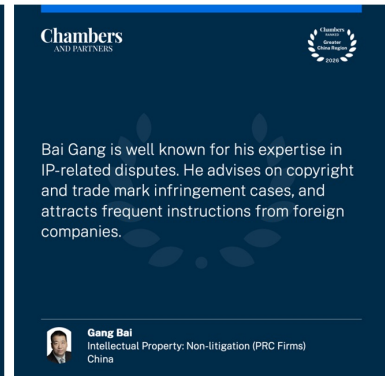 Chambers
AND PARTNERS
Chambers
RANKED
Greater
China Region
2026
Bai Gang is well known for his expertise in
IP-related disputes. He advises on copyright
and trade mark infringement cases, and
attracts frequent instructions from foreign
companies.
Gang Bai
Intellectual Property: Non-litigation (PRC Firms)
China